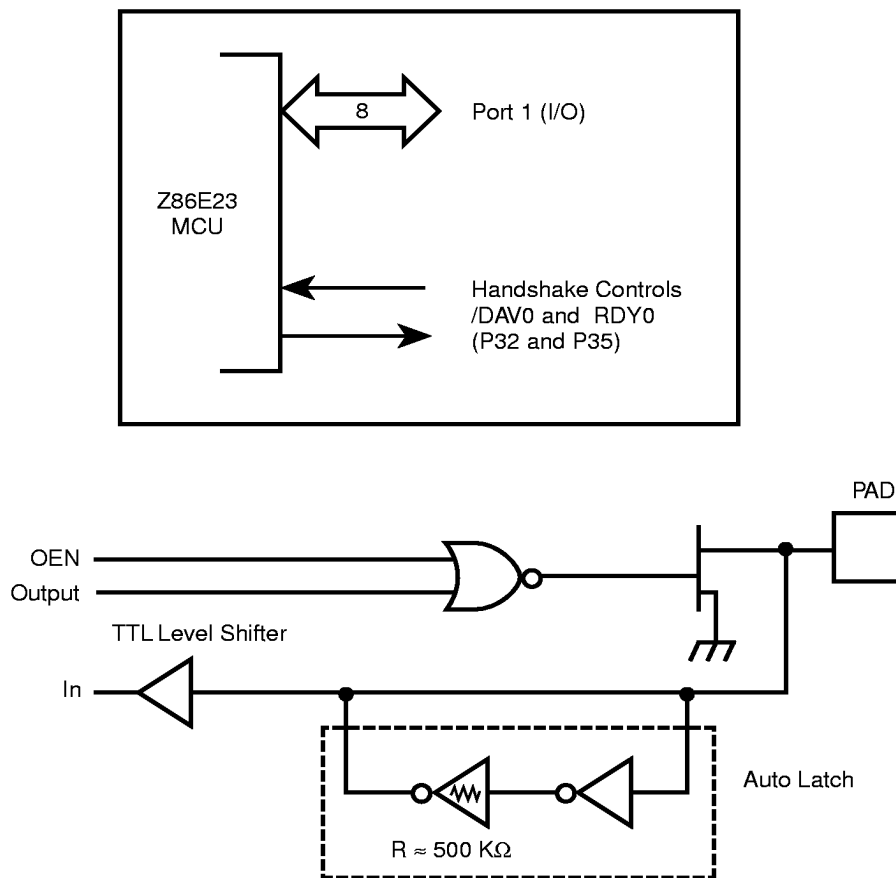 8
Port 1 (I/O)
Z86E23
MCU
Handshake Controls
/DAV0 and RDY0
(P32 and P35)
PAD
OEN
Output
TTL Level Shifter
In
Auto Latch
R ≈ 500 KΩ